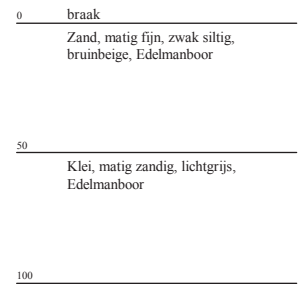 0 braak
Zand, matig fijn, zwak siltig,
bruinbeige, Edelmanboor
50
Klei, matig zandig, lichtgrijs,
Edelmanboor
100